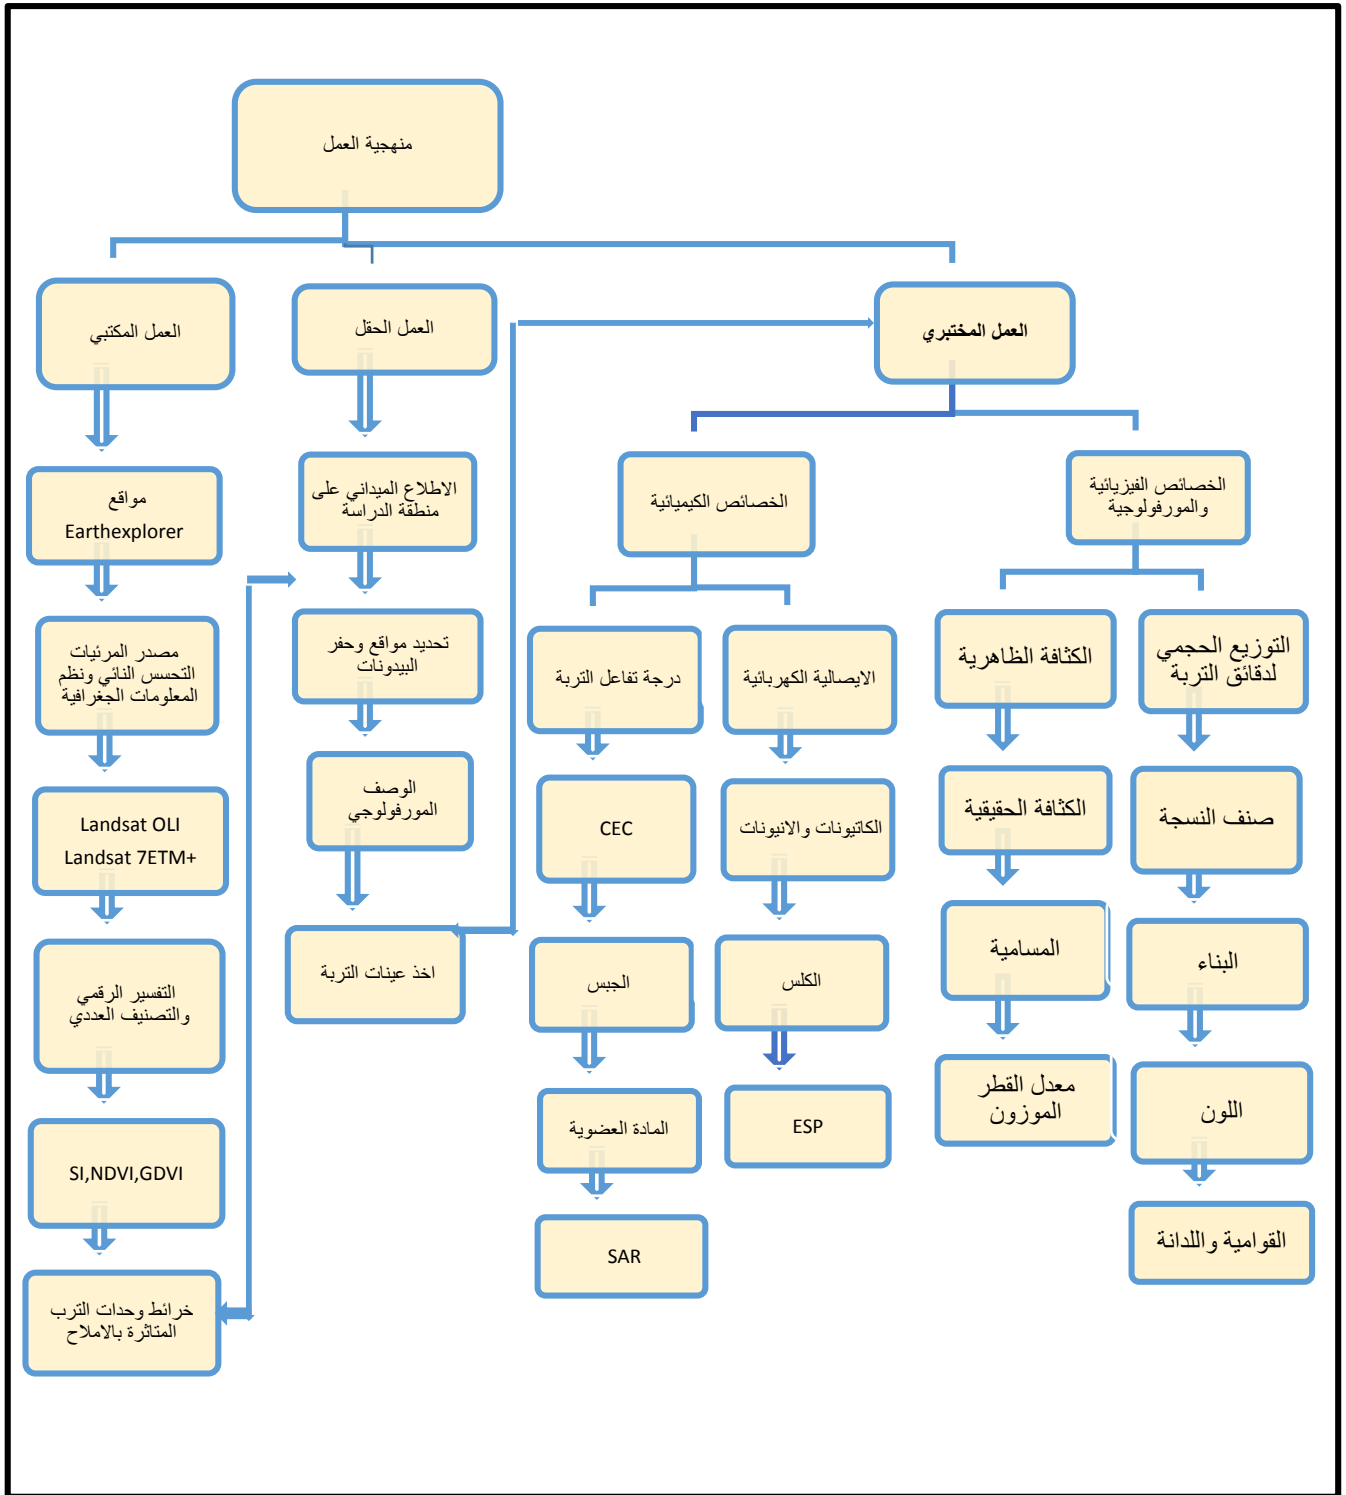 منهجية العمل
العمل المختبري
العمل الحقل
العمل المكتبي
الخصائص الفيزيائية
والمورفولوجية
الخصائص الكيميائية
التوزيع الحجمي
لدقائق التربة
صنف النسجة
البناء
اللون
القوامية واللدانة
الكثافة الظاهرية
الكثافة الحقيقية
المسامية
معدل القطر
الموزون
الايصالية الكهربائية
الكاتيونات والانيونات
الكلس
ESP
درجة تفاعل التربة
CEC
الجبس
المادة العضوية
SAR
الاطلاع الميداني على
منطقة الدراسة
تحديد مواقع وحفر
البيدونات
الوصف
المورفولوجي
اخذ عينات التربة
مواقع
Earthexplorer
مصدر المرئيات
التحسس النائي ونظم
المعلومات الجغرافية
Landsat OLI
Landsat 7ETM+
التفسير الرقمي
والتصنيف العددي
SI,NDVI,GDVI
خرائط وحدات الترب
المتاثرة بالاملاح